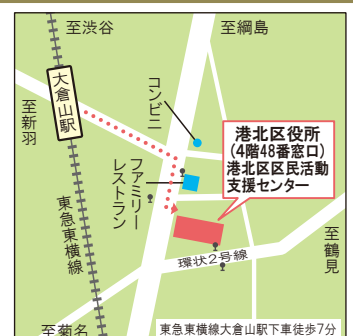 至渋谷
至綱島
大倉山駅
コンビニ
至新羽
港北区役所
(4階48番窓口)
港北区区民活動
支援センター
ファミリー
レストラン
東急東横線
環状2号線
至鶴見
至菊名
東急東横線大倉山駅下車徒歩7分